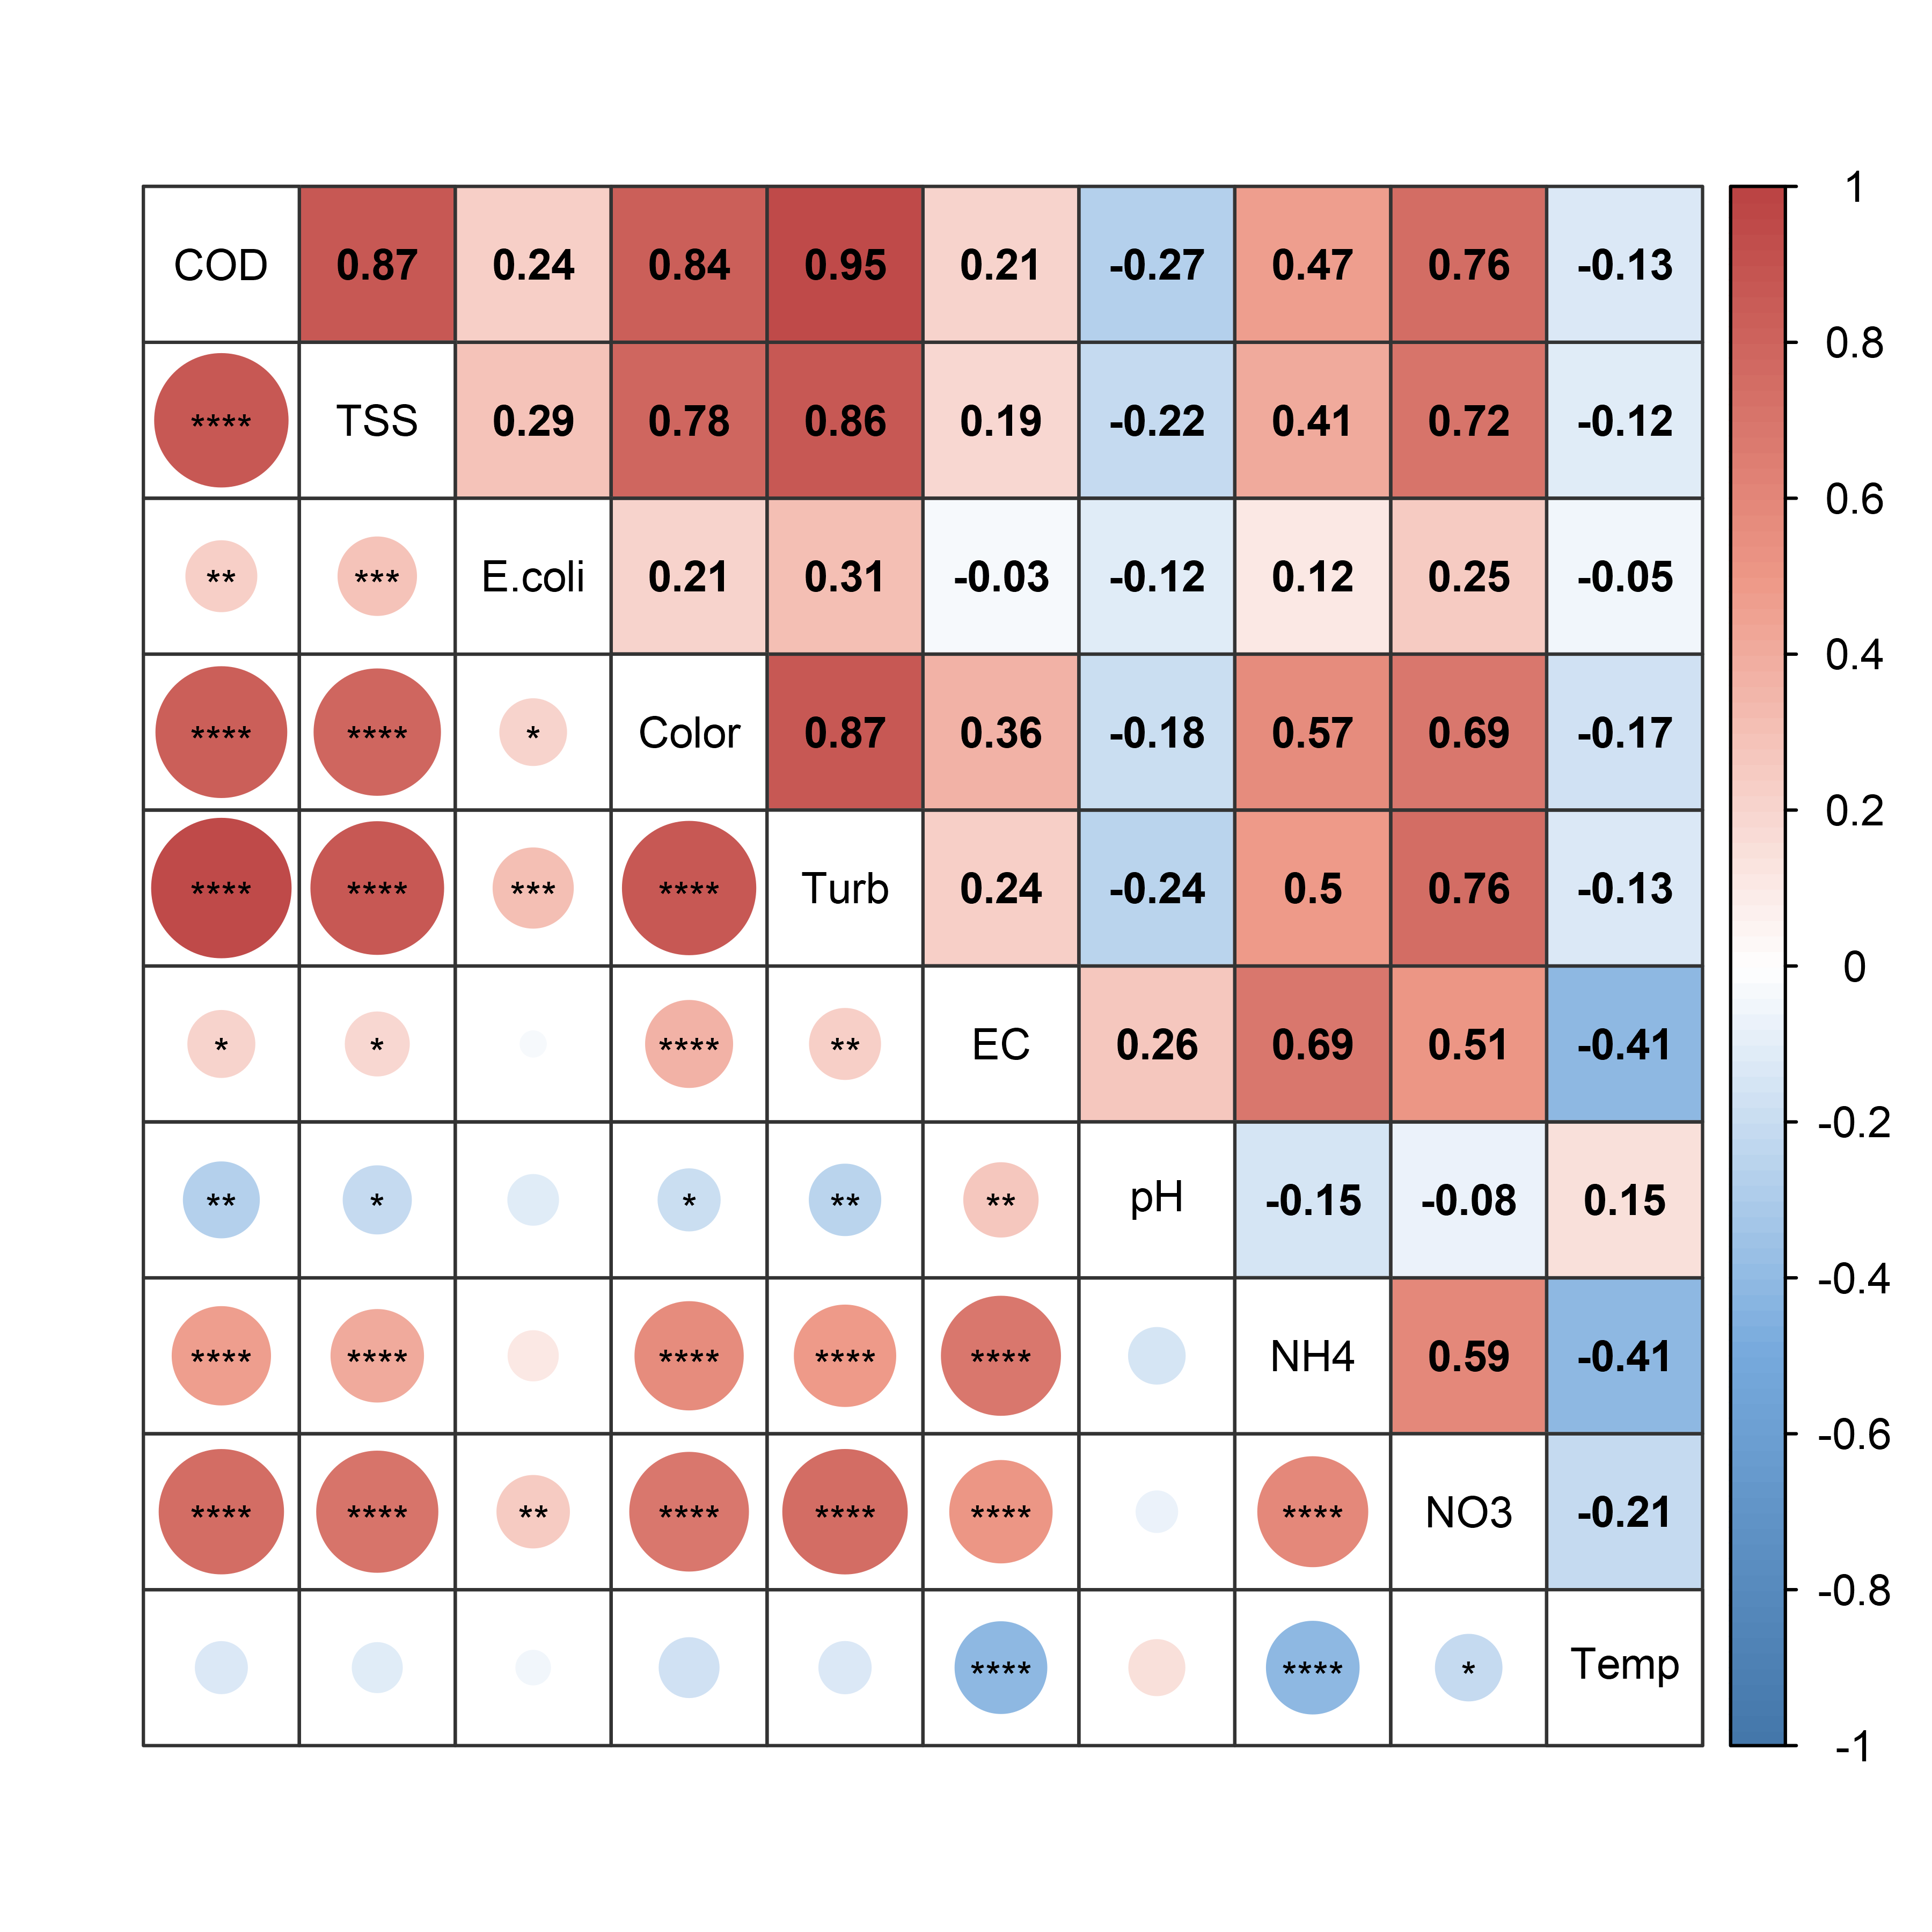 COD 0.87 0.24 0.84 0.95 0.21 -0.27 0.47 0.76 -0.13
**** TSS 0.29 0.78 0.86 0.19 -0.22 0.41 0.72 -0.12
** *** E.coli 0.21 0.31 -0.03 -0.12 0.12 0.25 -0.05
**** **** * Color 0.87 0.36 -0.18 0.57 0.69 -0.17
**** **** *** **** Turb 0.24 -0.24 0.5 0.76 -0.13
* * **** ** EC 0.26 0.69 0.51 -0.41
** * * ** ** pH -0.15 -0.08 0.15
**** **** **** **** **** NH4 0.59 -0.41
**** **** ** **** **** **** **** NO3 -0.21
**** **** * Temp
1
0.8
0.6
0.4
0.2
0
-0.2
-0.4
-0.6
-0.8
-1